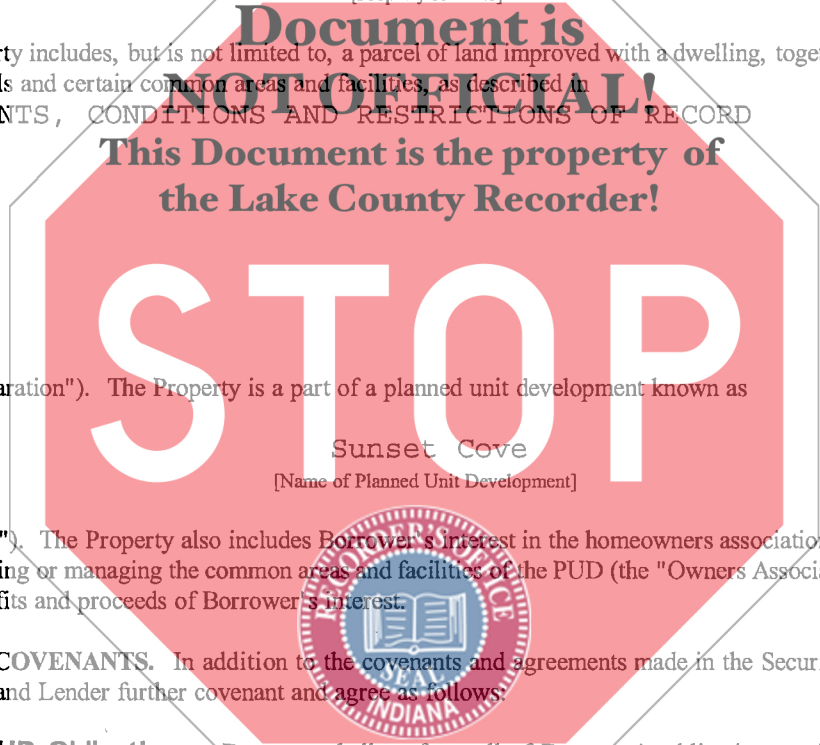 Document is
rty includes, but is not limited to, a parcel of land improved with a dwelling, toge
ls and certain common areas and facilities, as described in
NOT OFFICIAL!
NTS, CONDITIONS AND RESTRICTIONS OF RECORD
This Document is the property of
the Lake County Recorder!
STOP
aration"). The Property is a part of a planned unit development known as
Sunset Cove
[Name of Planned Unit Development]
"). The Property also includes Borrower's interest in the homeowners association
ing or managing the common areas and facilities of the PUD (the "Owners Associa
fits and proceeds of Borrower's interest.
RECORDER'S OFFICE
SEAL
INDIANA
COVENANTS. In addition to the covenants and agreements made in the Securi
and Lender further covenant and agree as follows: